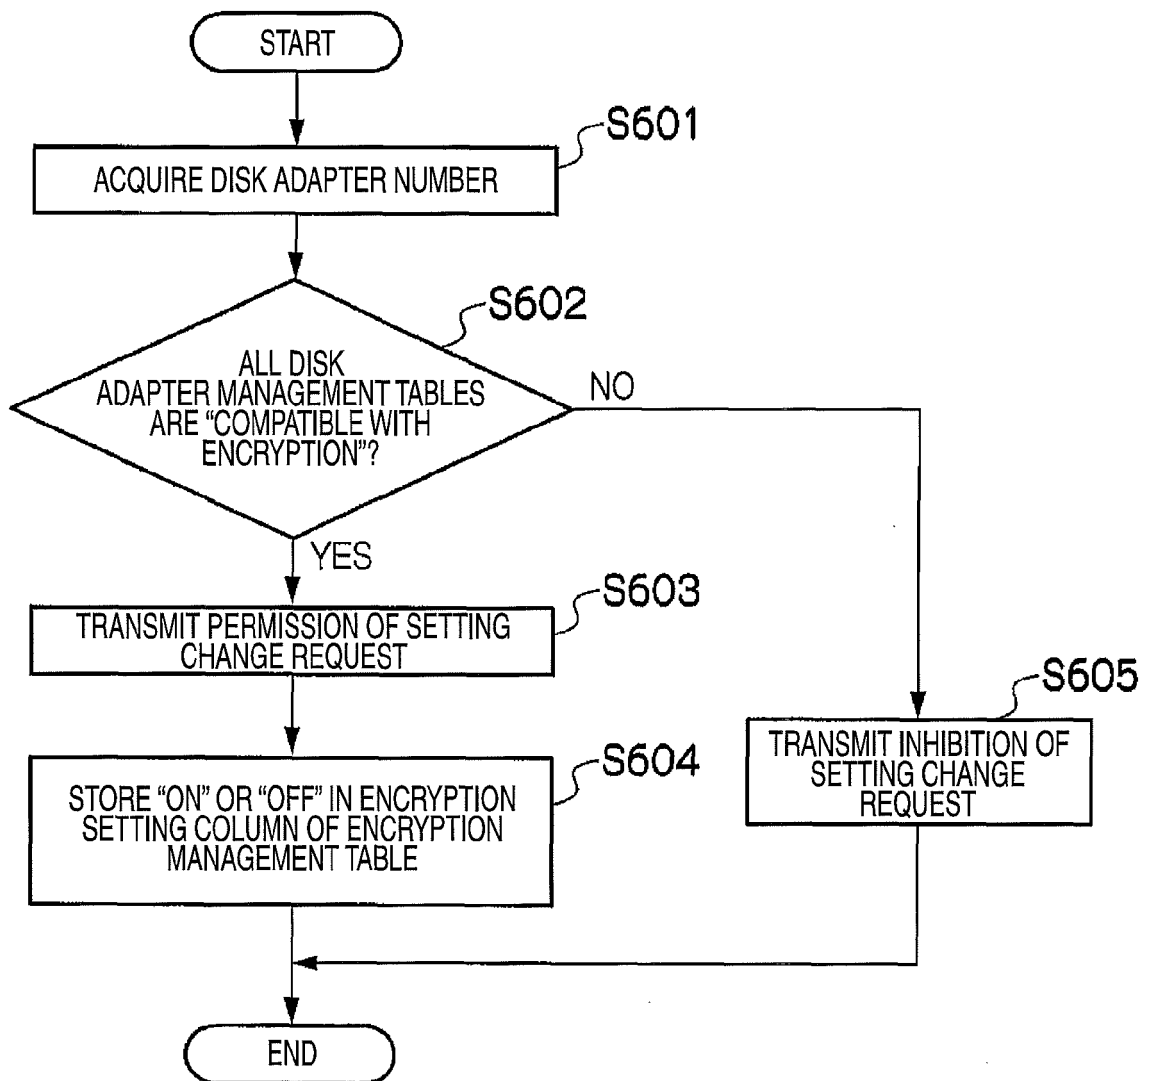 START
S601
ACQUIRE DISK ADAPTER NUMBER
S602
ALL DISK
ADAPTER MANAGEMENT TABLES
ARE "COMPATIBLE WITH
ENCRYPTION"?
NO
YES
S603
TRANSMIT PERMISSION OF SETTING
CHANGE REQUEST
S604
STORE "ON" OR "OFF" IN ENCRYPTION
SETTING COLUMN OF ENCRYPTION
MANAGEMENT TABLE
S605
TRANSMIT INHIBITION OF
SETTING CHANGE
REQUEST
END